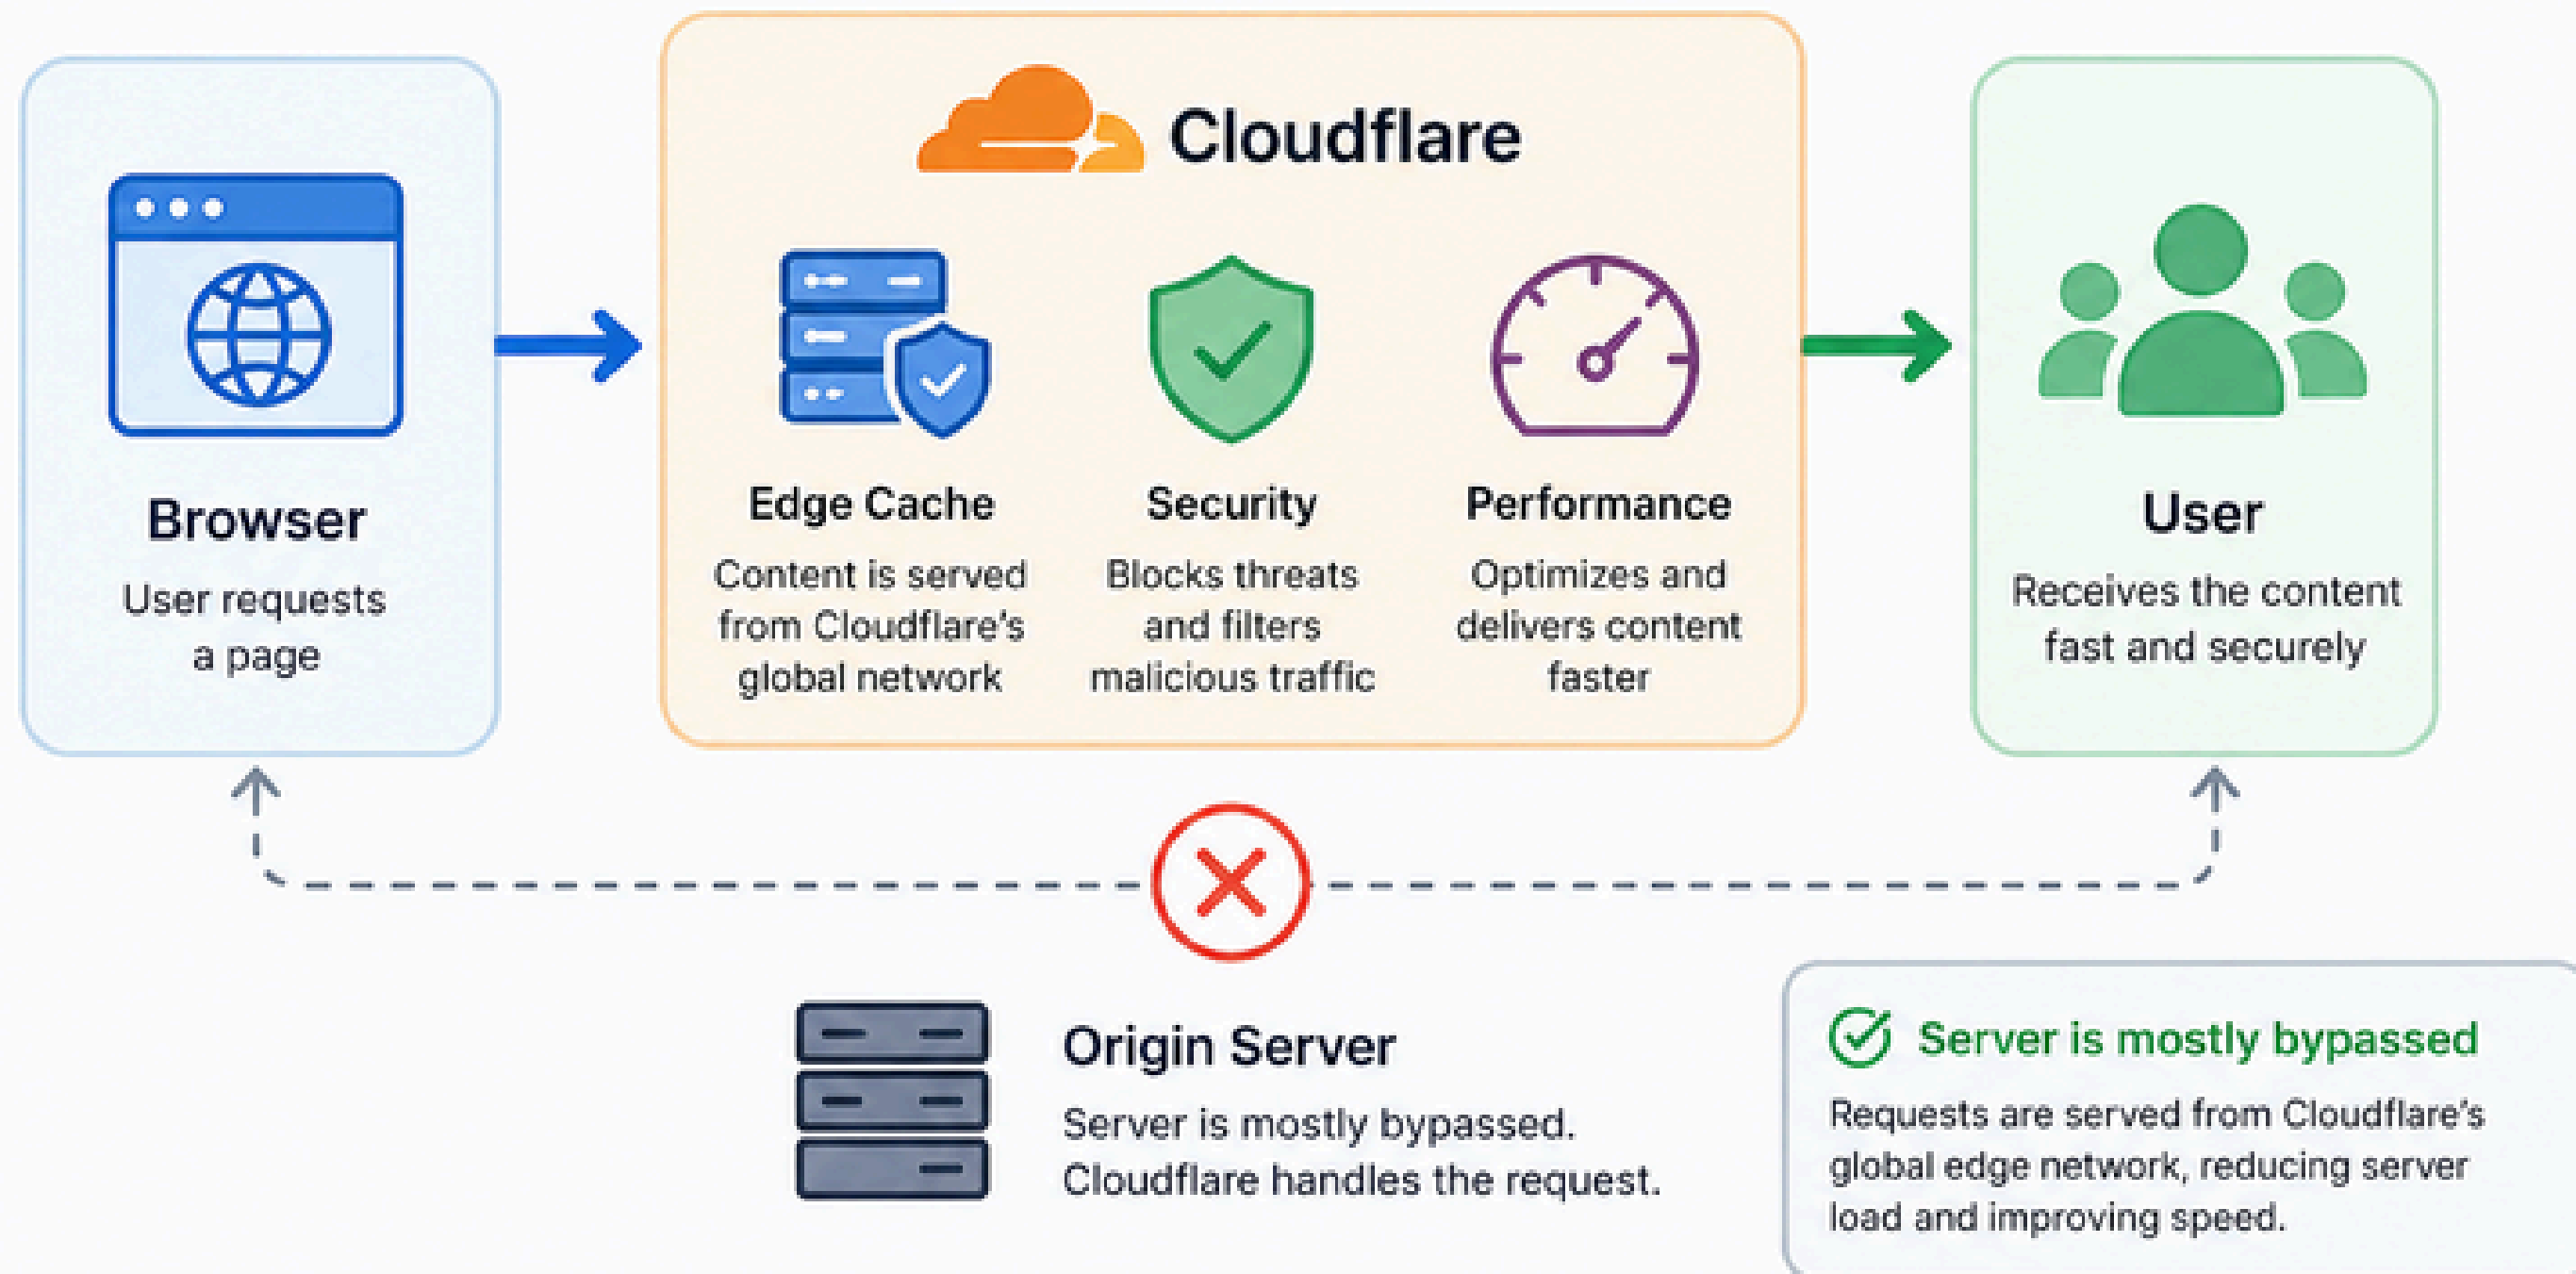 Cloudflare
Browser
User requests
a page
Edge Cache
Content is served
from Cloudflare's
global network
Security
Blocks threats
and filters
malicious traffic
Performance
Optimizes and
delivers content
faster
User
Receives the content
fast and securely
Origin Server
Server is mostly bypassed.
Cloudflare handles the request.
Server is mostly bypassed
Requests are served from Cloudflare's
global edge network, reducing server
load and improving speed.